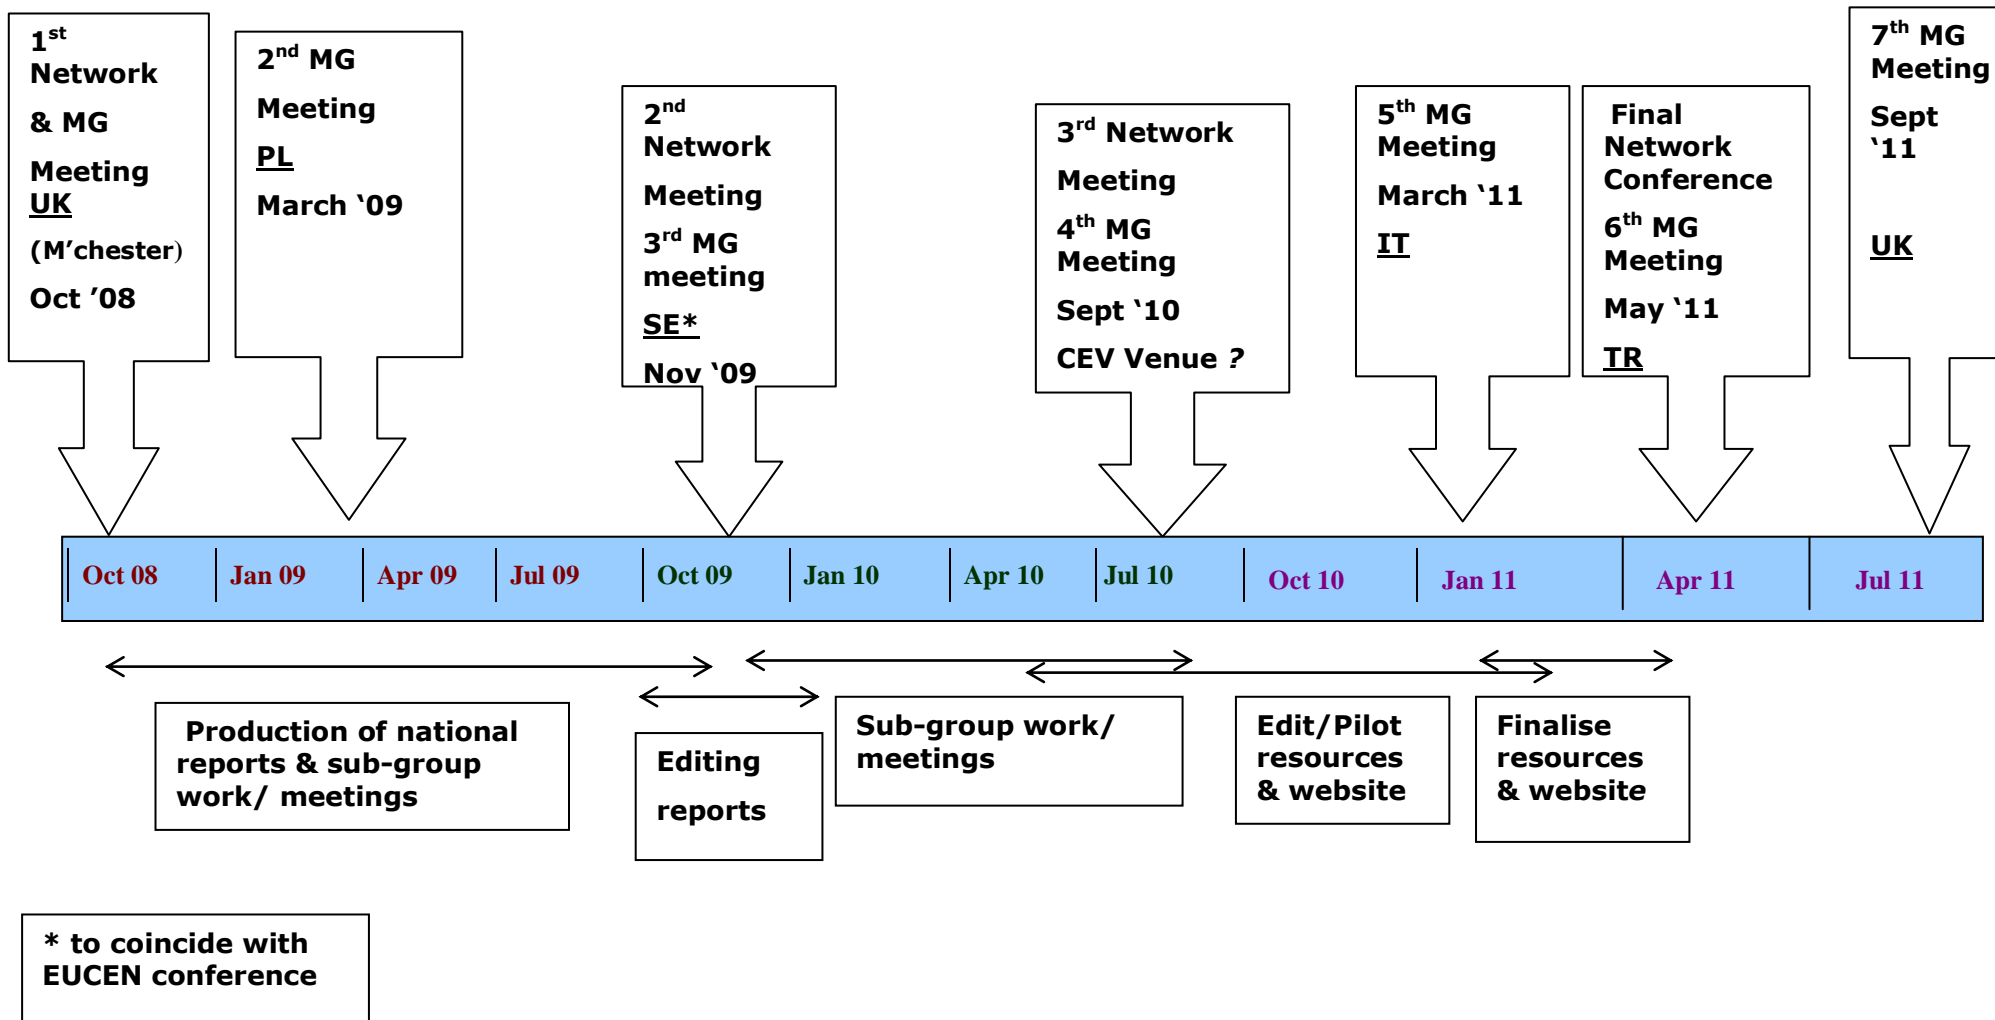 1st
Network
& MG
Meeting
UK
(M’chester)
Oct ’08
2nd MG
Meeting
PL
March ‘09
2nd
Network
Meeting
3rd MG
meeting
SE*
Nov ‘09
3rd Network
Meeting
4th MG
Meeting
Sept ‘10
CEV Venue ?
5th MG
Meeting
March ‘11
IT
Final
Network
Conference
6th MG
Meeting
May ‘11
TR
7th MG
Meeting
Sept
‘11
UK
Oct 08
Jan 09
Apr 09
Jul 09
Oct 09
Jan 10
Apr 10
Jul 10
Oct 10
Jan 11
Apr 11
Jul 11
Production of national
reports & sub-group
work/ meetings
Editing
reports
Sub-group work/
meetings
Edit/Pilot
resources
& website
Finalise
resources
& website
* to coincide with
EUCEN conference